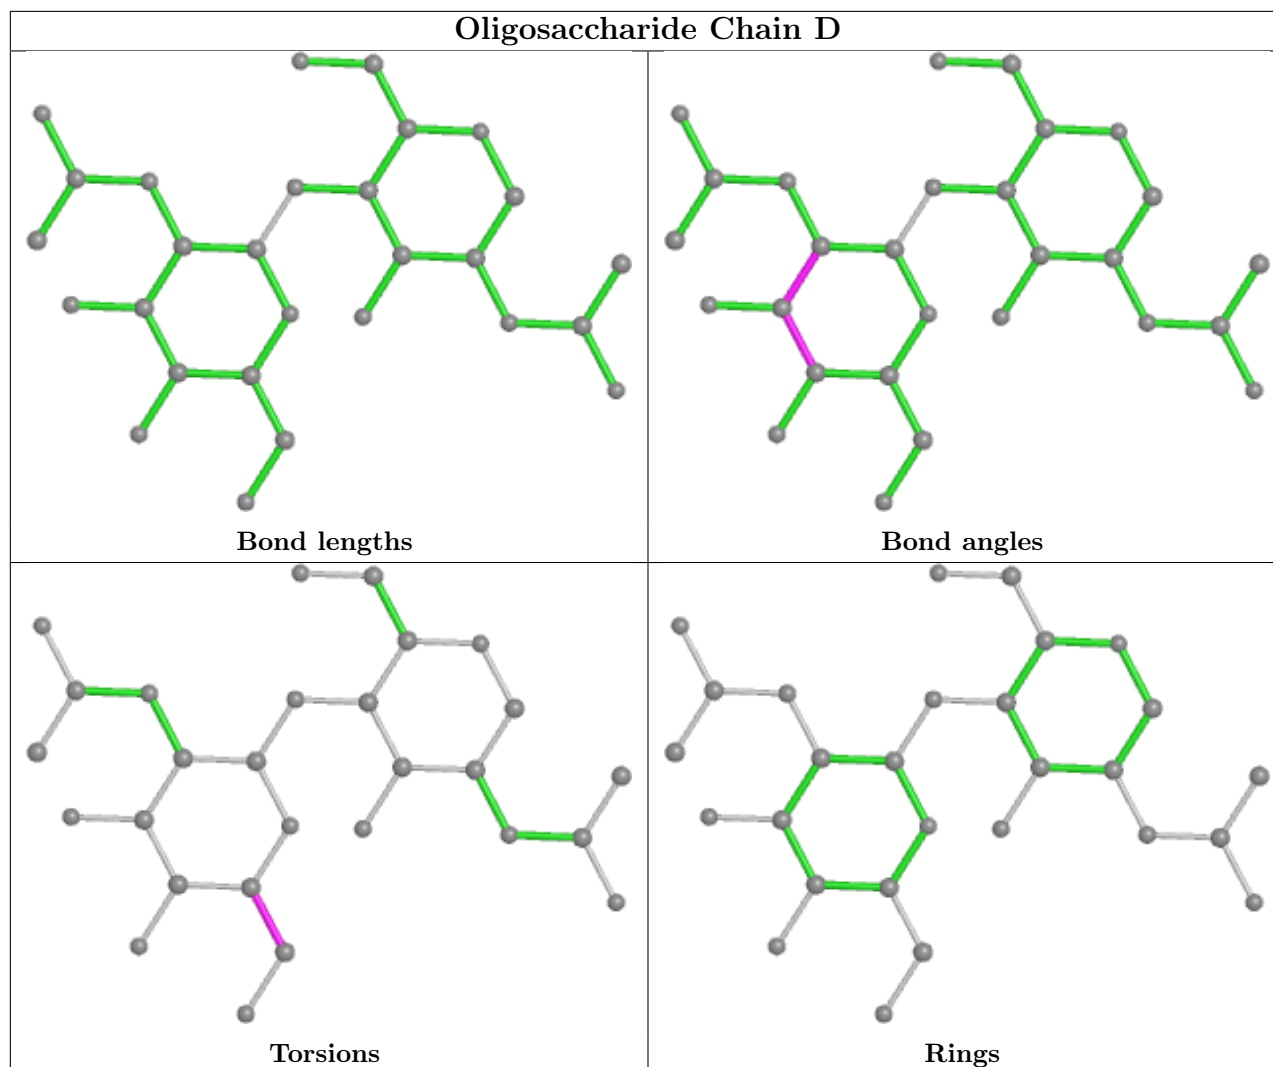 Oligosaccharide Chain D
Bond lengths
Bond angles
Torsions
Rings